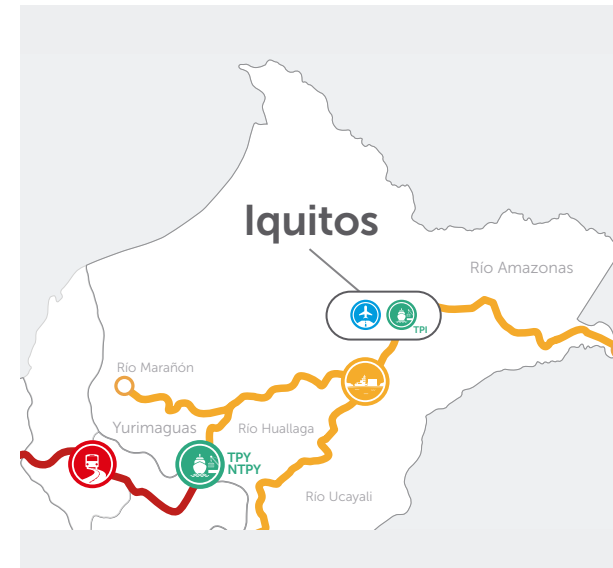 Iquitos
Río Amazonas
TPI
Río Marañón
Yurimaguas
Río Huallaga
TPY
NTPY
Río Ucayali